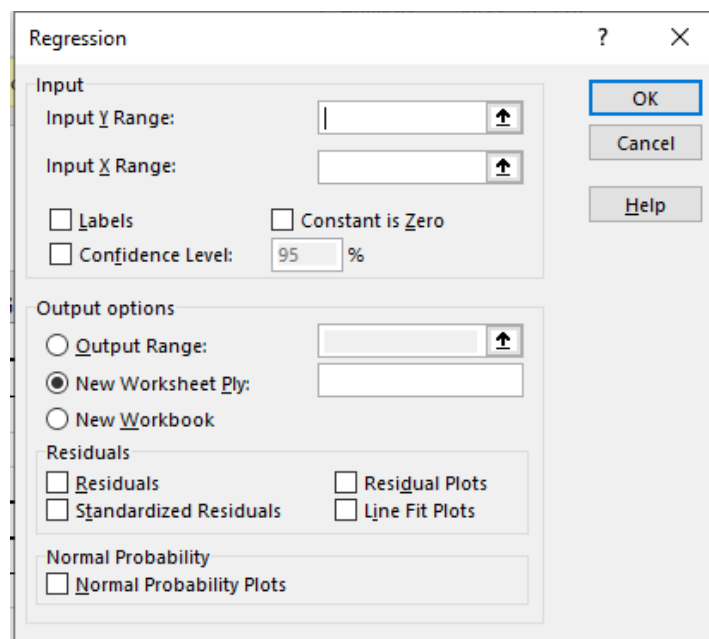 Regression ?
Input
Input Y Range:
Input X Range:
Labels
Constant is Zero
Confidence Level: 95 %
OK
Cancel
Help
Output options
Output Range:
New Worksheet Ply:
New Workbook
Residuals
Residuals
Residual Plots
Standardized Residuals
Line Fit Plots
Normal Probability
Normal Probability Plots